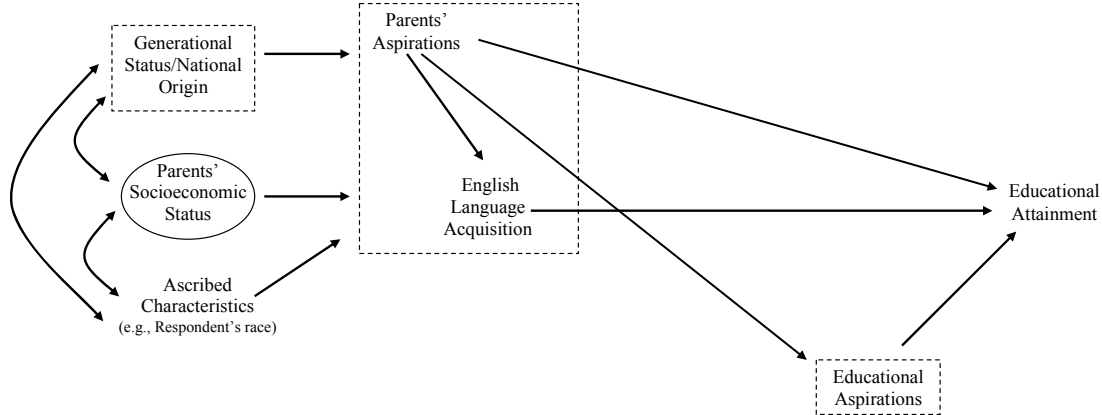 Generational
Status/National
Origin
Parents’
Socioeconomic
Status
Ascribed
Characteristics
(e.g., Respondent’s race)
Parents’
Aspirations
English
Language
Acquisition
Educational
Attainment
Educational
Aspirations